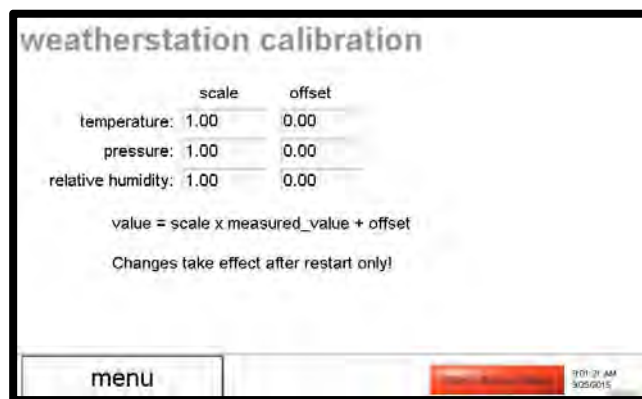 weatherstation calibration
scale offset
temperature: 1.00 0.00
pressure: 1.00 0.00
relative humidity: 1.00 0.00
value = scale x measured_value + offset
Changes take effect after restart only!
menu